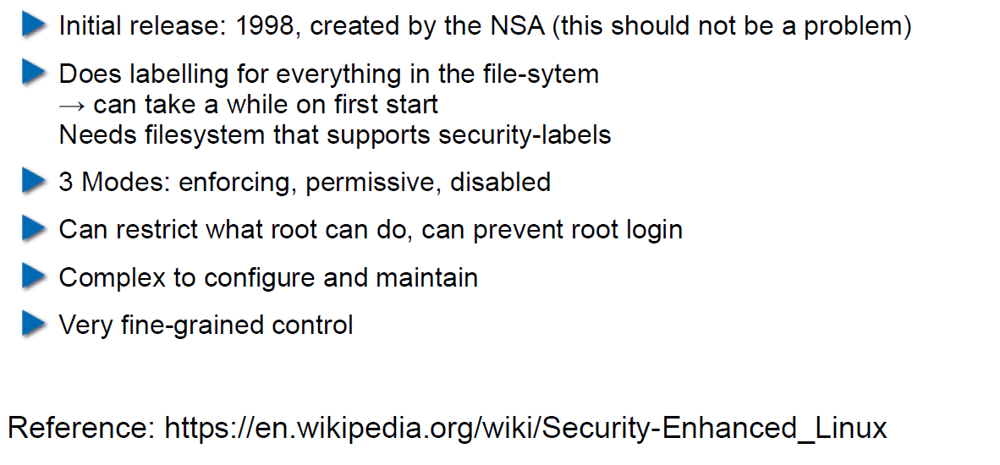 Initial release: 1998, created by the NSA (this should not be a problem)
Does labelling for everything in the file-sytem
→ can take a while on first start
Needs filesystem that supports security-labels
3 Modes: enforcing, permissive, disabled
Can restrict what root can do, can prevent root login
Complex to configure and maintain
Very fine-grained control
Reference: https://en.wikipedia.org/wiki/Security-Enhanced_Linux